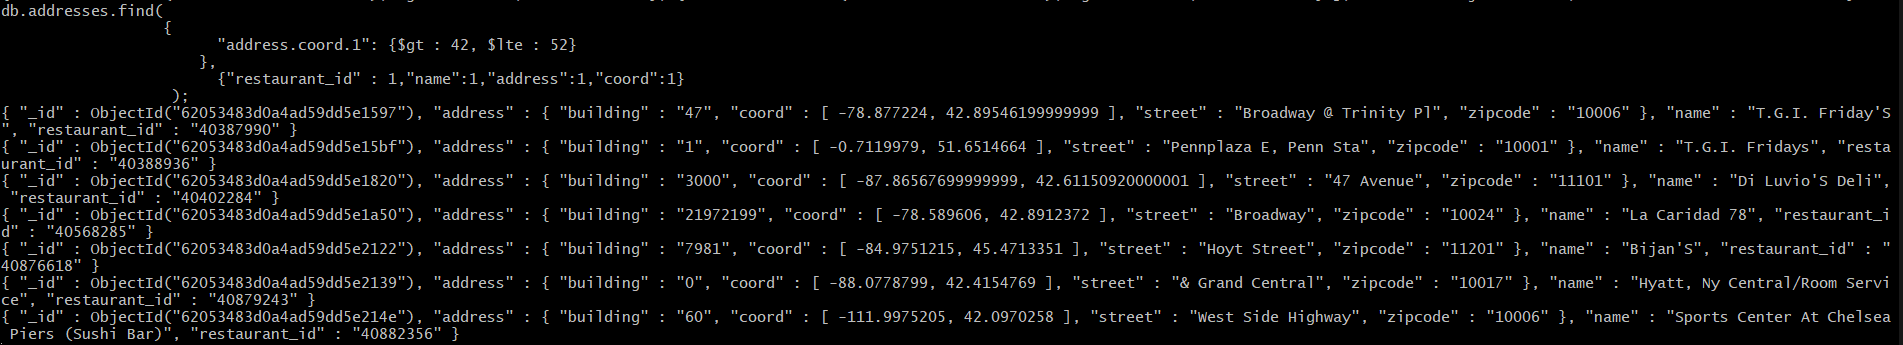 db.addresses.find(
{
"address.coord.1": {$gt : 42, $lte : 52}
},
{"restaurant_id" : 1,"name":1,"address":1,"coord":1}
);
{ "_id" : ObjectId("62053483d0a4ad59dd5e1597"), "address" : { "building" : "47", "coord" : [ -78.877224, 42.89546199999999 ], "street" : "Broadway @ Trinity Pl", "zipcode" : "10006" }, "name" : "T.G.I. Friday'S
", "restaurant_id" : "40387990" }
{ "_id" : ObjectId("62053483d0a4ad59dd5e15bf"), "address" : { "building" : "1", "coord" : [ -0.7119979, 51.6514664 ], "street" : "Pennplaza E, Penn Sta", "zipcode" : "10001" }, "name" : "T.G.I. Fridays", "resta
urant_id" : "40388936" }
{ "_id" : ObjectId("62053483d0a4ad59dd5e1820"), "address" : { "building" : "3000", "coord" : [ -87.86567699999999, 42.61150920000001 ], "street" : "47 Avenue", "zipcode" : "11101" }, "name" : "Di Luvio'S Deli",
"restaurant_id" : "40402284" }
{ "_id" : ObjectId("62053483d0a4ad59dd5e1a50"), "address" : { "building" : "21972199", "coord" : [ -78.589606, 42.8912372 ], "street" : "Broadway", "zipcode" : "10024" }, "name" : "La Caridad 78", "restaurant_i
d" : "40568285" }
{ "_id" : ObjectId("62053483d0a4ad59dd5e2122"), "address" : { "building" : "7981", "coord" : [ -84.9751215, 45.4713351 ], "street" : "Hoyt Street", "zipcode" : "11201" }, "name" : "Bijan'S", "restaurant_id" : "
40876618" }
{ "_id" : ObjectId("62053483d0a4ad59dd5e2139"), "address" : { "building" : "0", "coord" : [ -88.0778799, 42.4154769 ], "street" : "& Grand Central", "zipcode" : "10017" }, "name" : "Hyatt, Ny Central/Room Servi
ce", "restaurant_id" : "40879243" }
{ "_id" : ObjectId("62053483d0a4ad59dd5e214e"), "address" : { "building" : "60", "coord" : [ -111.9975205, 42.0970258 ], "street" : "West Side Highway", "zipcode" : "10006" }, "name" : "Sports Center At Chelsea
Piers (Sushi Bar)", "restaurant_id" : "40882356" }